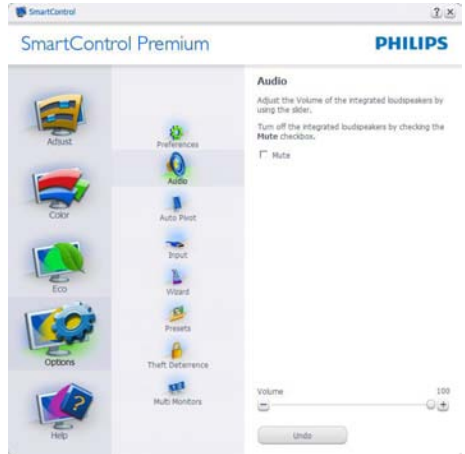 SmartControl
SmartControl Premium
PHILIPS
Adjust
Color
Eco
Options
Help
Preferences
Audio
Auto Pivot
Input
Wizard
Presets
Theft Deterrence
Multi Monitors
Audio
Adjust the Volume of the integrated loudspeakers by
using the slider.
Turn off the integrated loudspeakers by checking the
Mute checkbox.
Mute
Volume 100
Undo